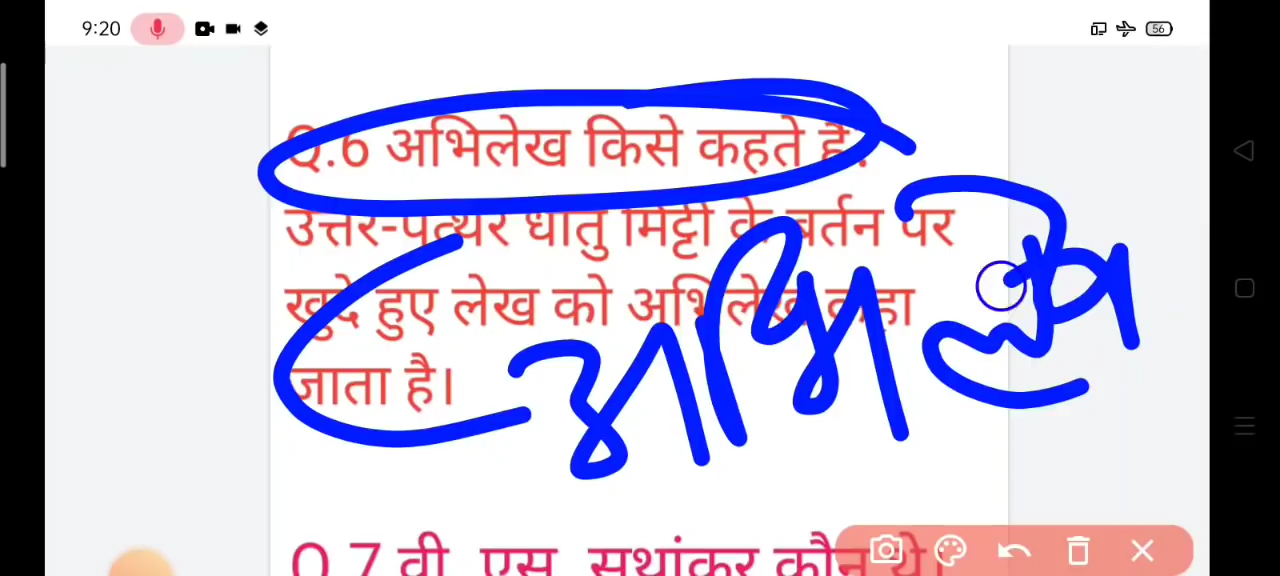 9:20
56
Q.6 अभिलेख किसे कहते है.
उत्तर-पत्थर धातु मिट्टी के बर्तन पर
खुदे हुए लेख को अभिलेख कहा
जाता है।
अभिलेख
Q.7 वी. एस. सुथांकर कौन थे।